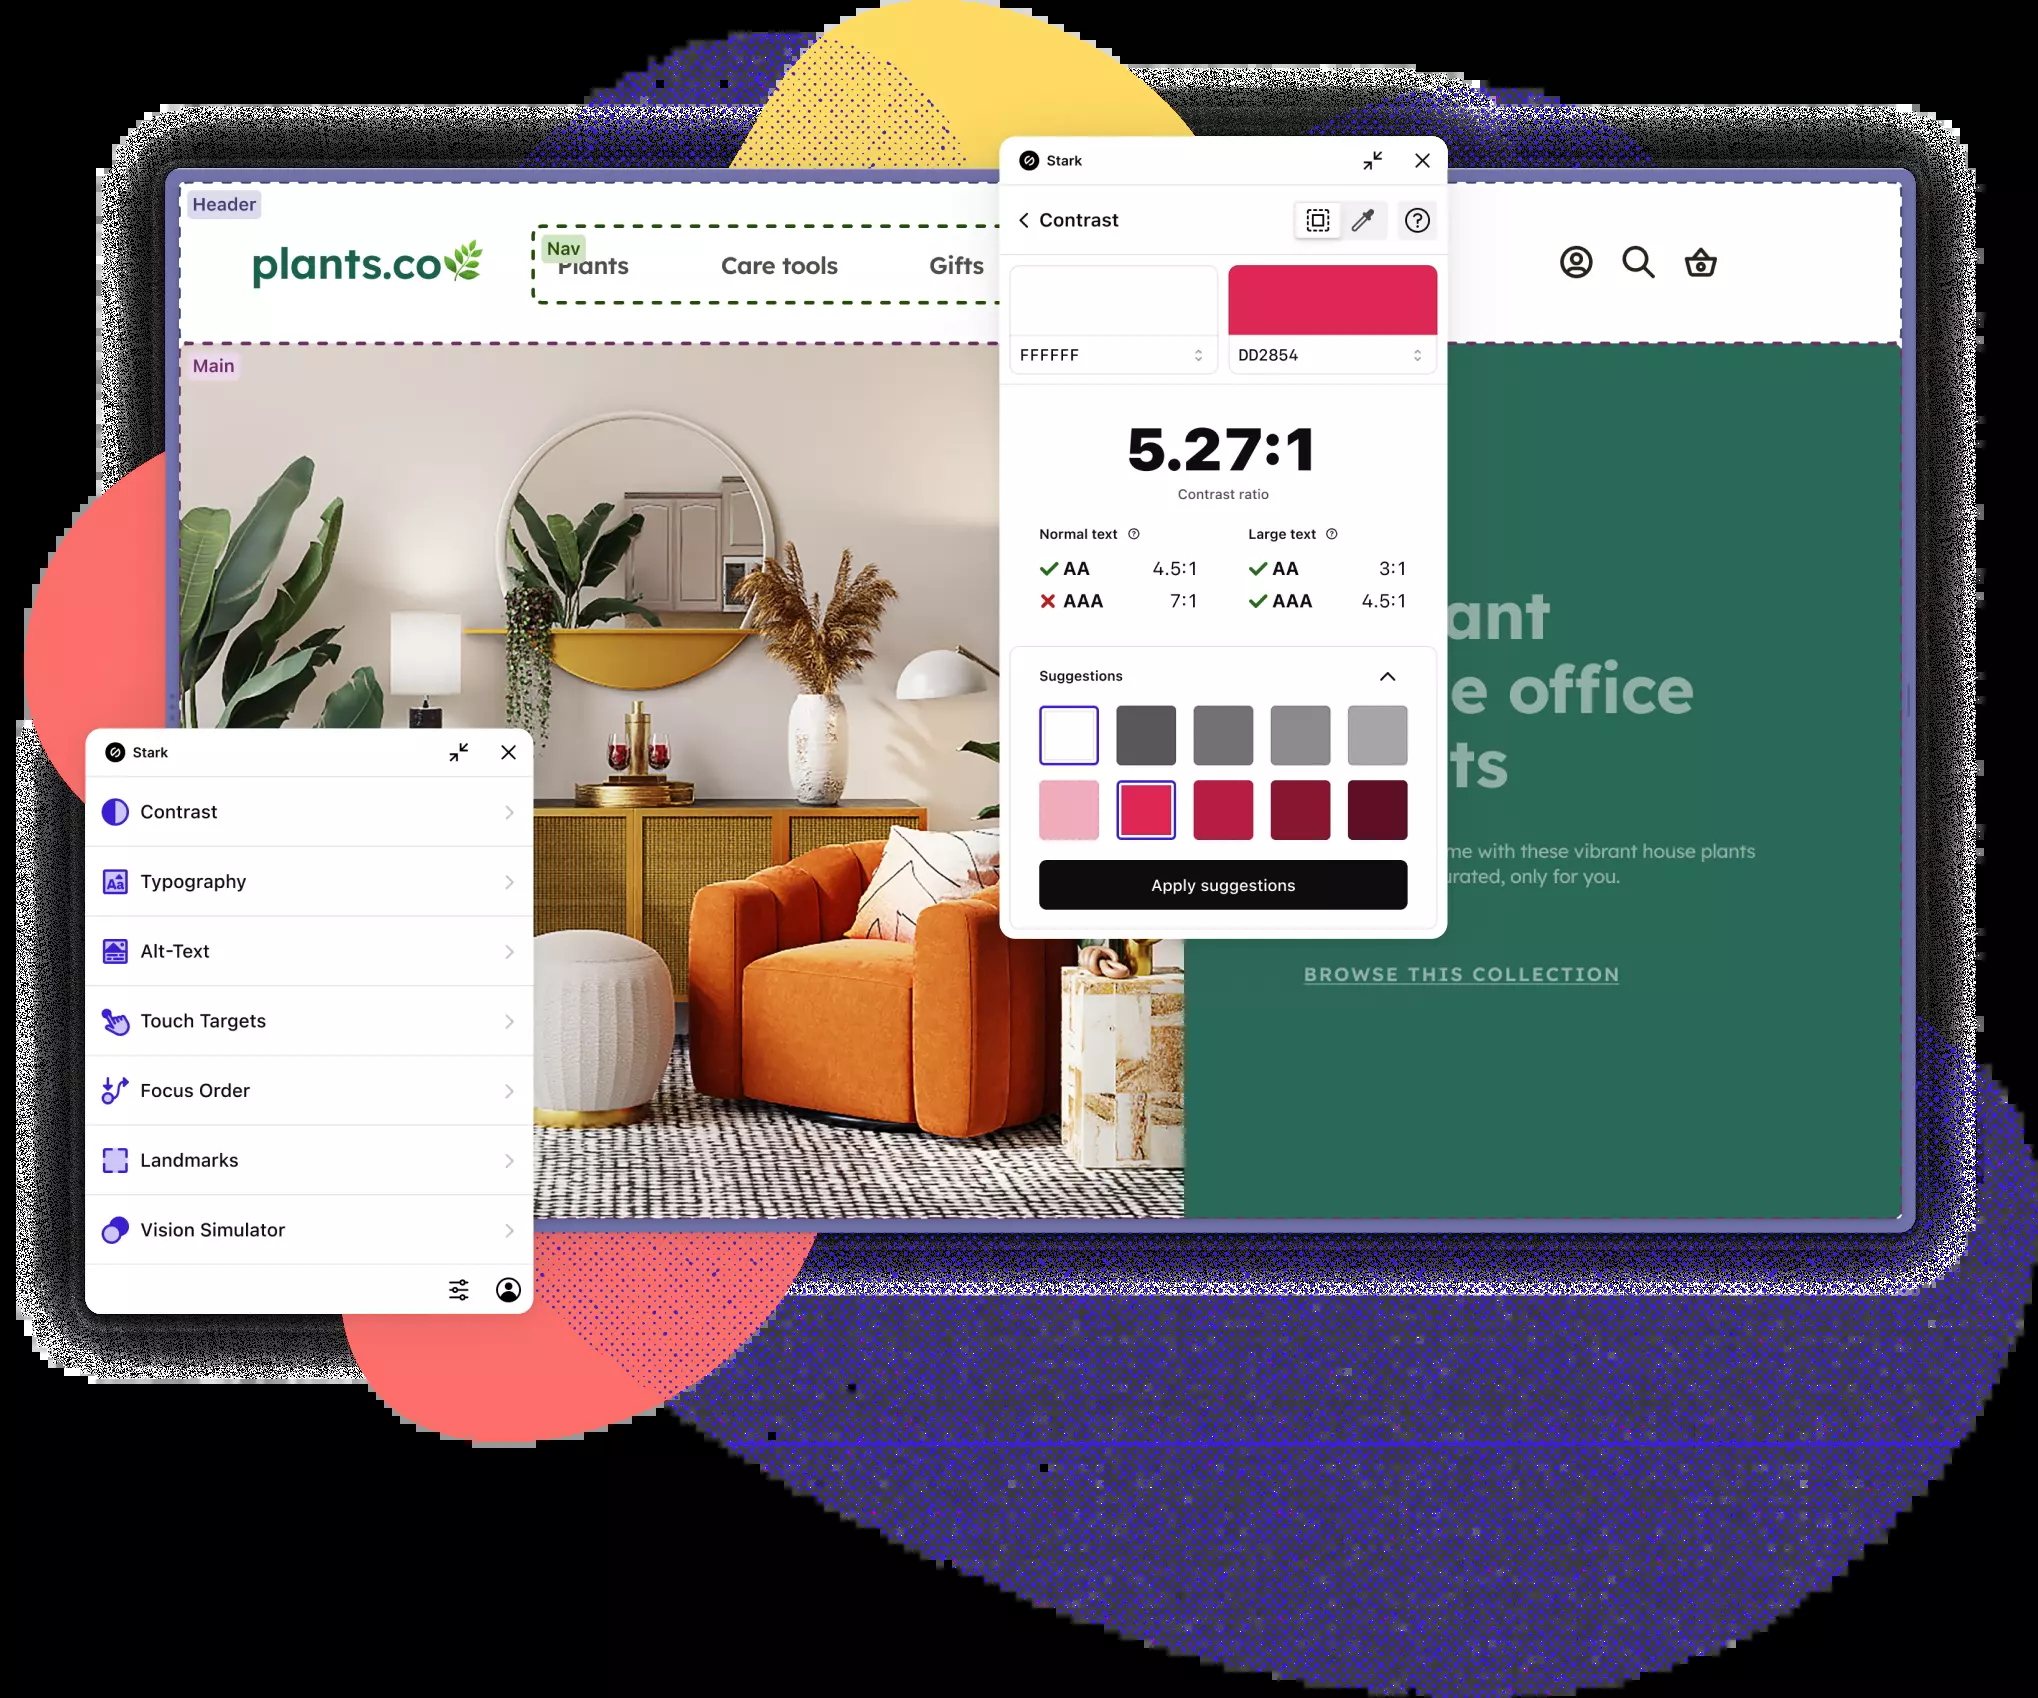 Header
plants.co
Nav
Plants
Care tools
Gifts
Main
Stark
Contrast
FFFFFF
DD2854
5.27:1
Contrast ratio
Normal text
AA 4.5:1
AAA 7:1
Large text
AA 3:1
AAA 4.5:1
Suggestions
Apply suggestions
ant
e office
ts
me with these vibrant house plants
urated, only for you.
BROWSE THIS COLLECTION
Stark
Contrast
Typography
Alt-Text
Touch Targets
Focus Order
Landmarks
Vision Simulator